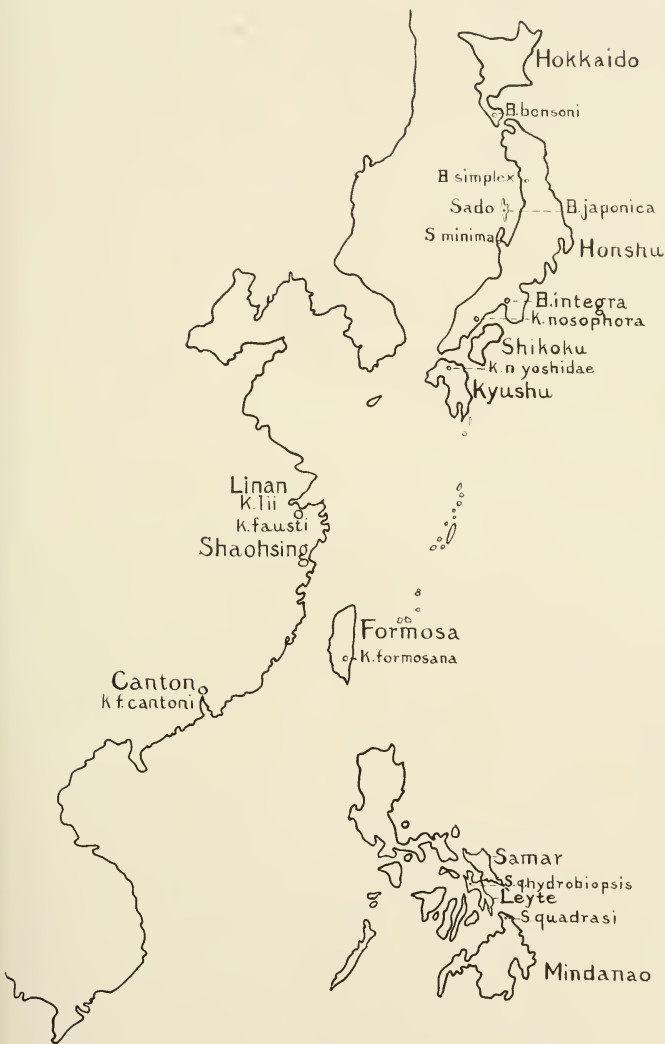 Hokkaido
B.bensoni
B simplex
Sado
B.japonica
S minima
Honshu
B.integra
K.nosophora
Shikoku
K.n yoshidae
Kyushu
Linan
K.lii
K.fausti
Shaohsing
Formosa
K.formosana
Canton
K f.cantoni
Samar
S.q.hydrobiopsis
Leyte
S.quadrasi
Mindanao